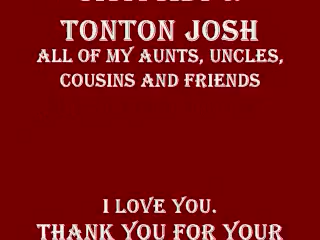 TONTON JOSH
ALL OF MY AUNTS, UNCLES,
COUSINS AND FRIENDS
I LOVE YOU.
THANK YOU FOR YOUR